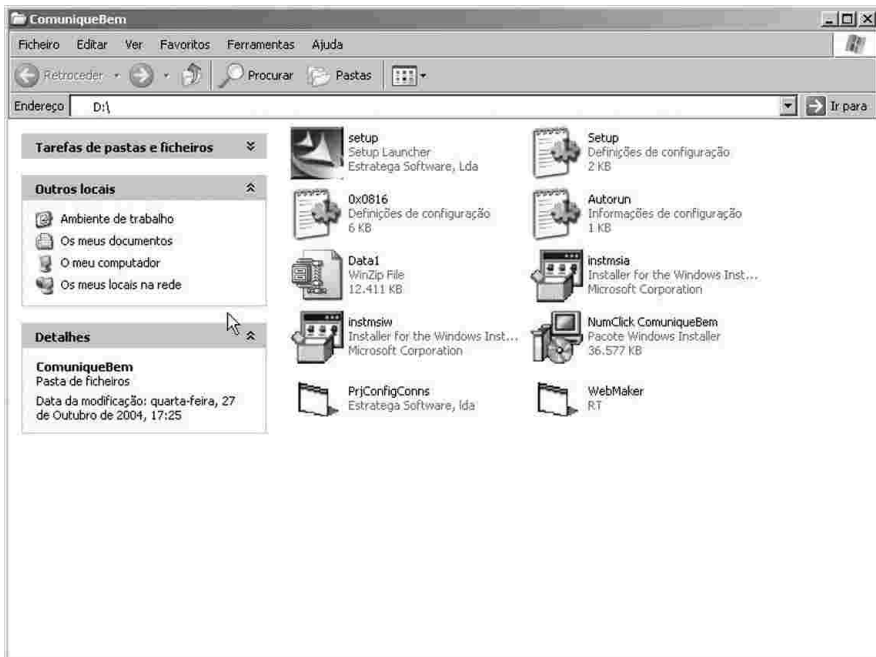 ComuniqueBem
Ficheiro Editar Ver Favoritos Ferramentas Ajuda
Retroceder Procurar Pastas
Endereço D:\ Ir para
Tarefas de pastas e ficheiros
Outros locais
Ambiente de trabalho
Os meus documentos
O meu computador
Os meus locais na rede
Detalhes
ComuniqueBem
Pasta de ficheiros
Data da modificação: quarta-feira, 27
de Outubro de 2004, 17:25
setup
Setup Launcher
Estratega Software, Lda
Setup
Definições de configuração
2 KB
0x0816
Definições de configuração
6 KB
Autorun
Informações de configuração
1 KB
Data1
WinZip File
12.411 KB
instmsia
Installer for the Windows Inst...
Microsoft Corporation
instmsiw
Installer for the Windows Inst...
Microsoft Corporation
NumClick ComuniqueBem
Pacote Windows Installer
36.577 KB
PrjConfigConns
Estratega Software, lda
WebMaker
RT